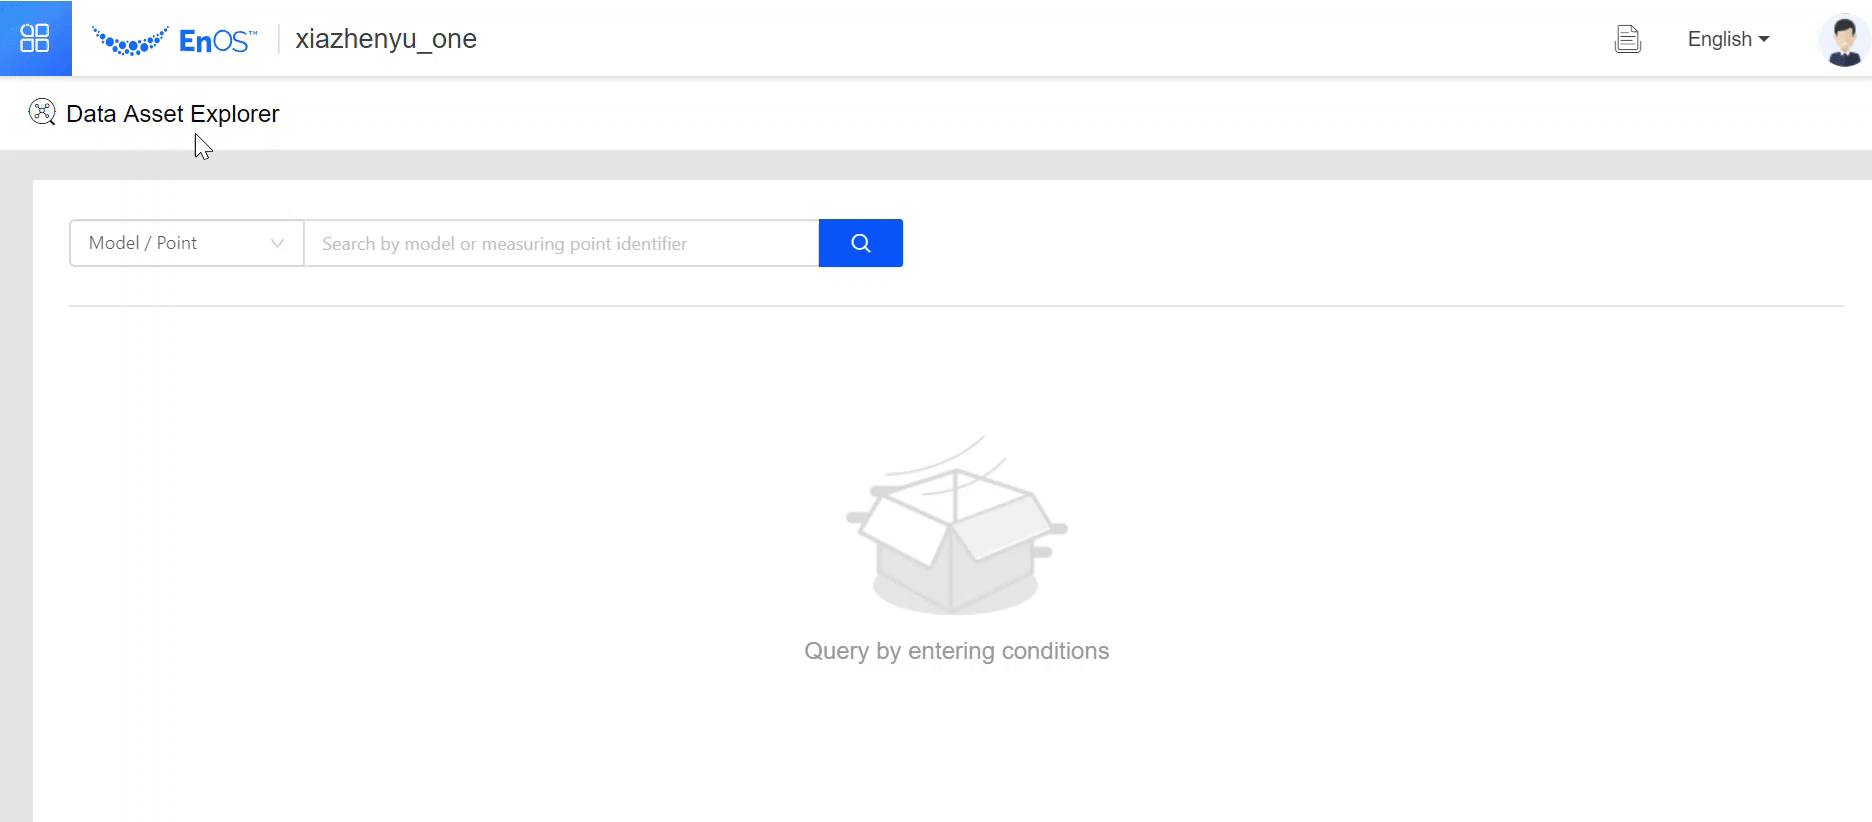 EnOS™ xiazhenyu_one English
Data Asset Explorer
Model / Point Search by model or measuring point identifier
Query by entering conditions